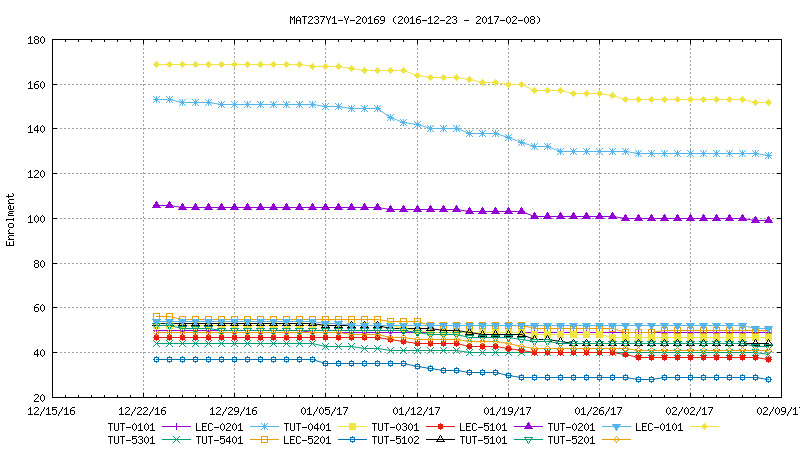 MAT237Y1-Y-20169 (2016-12-23 - 2017-02-08)
180
160
140
120
100
80
60
40
20
Enrolment
12/15/16 12/22/16 12/29/16 01/05/17 01/12/17 01/19/17 01/26/17 02/02/17 02/09/17
TUT-0101 LEC-0201 TUT-0401 TUT-0301 LEC-5101 TUT-0201 LEC-0101
TUT-5301 TUT-5401 LEC-5201 TUT-5102 TUT-5101 TUT-5201